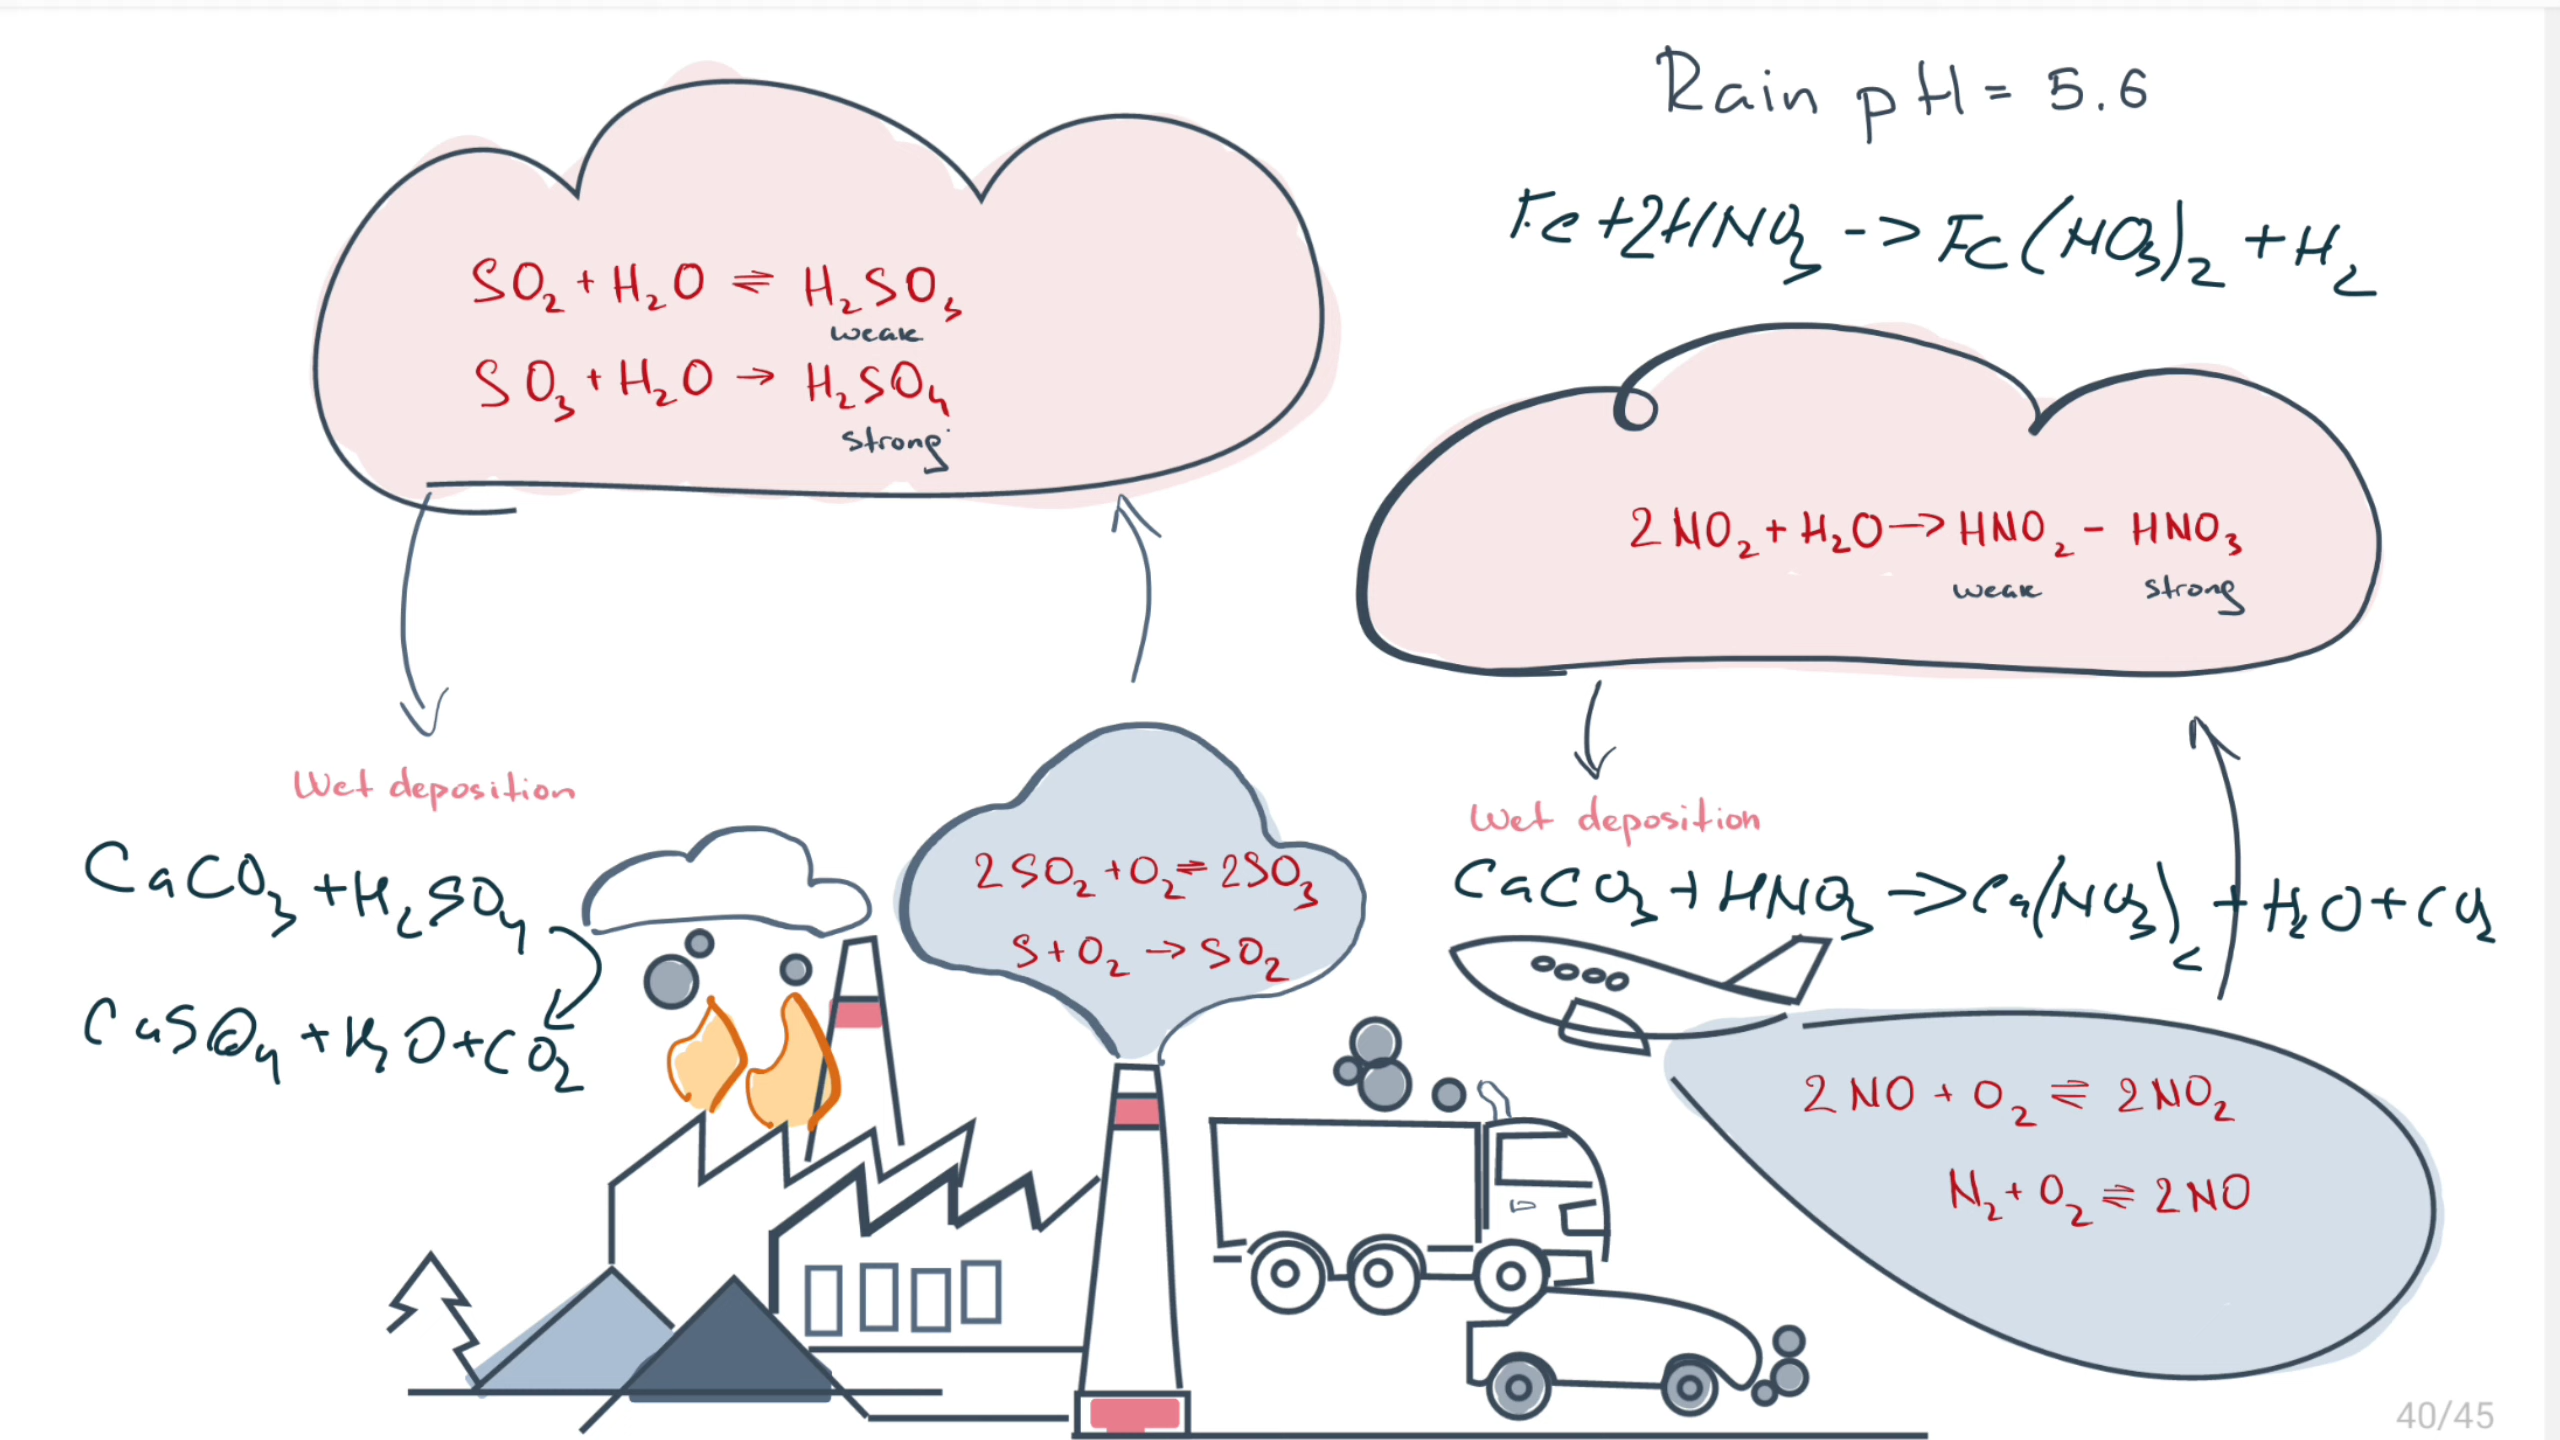 Rain pH = 5.6
Fe + 2HNO₃ -> Fe(NO₃)₂ + H₂
SO₂ + H₂O ⇌ H₂SO₃
weak
SO₃ + H₂O → H₂SO₄
strong
2NO₂ + H₂O → HNO₂ - HNO₃
weak strong
Wet deposition
CaCO₃ + H₂SO₄
CaSO₄ + H₂O + CO₂
2SO₂ + O₂ ⇌ 2SO₃
S + O₂ → SO₂
Wet deposition
CaCO₃ + HNO₃ -> Ca(NO₃)₂ + H₂O + CO₂
2NO + O₂ ⇌ 2NO₂
N₂ + O₂ ⇌ 2NO
40/45